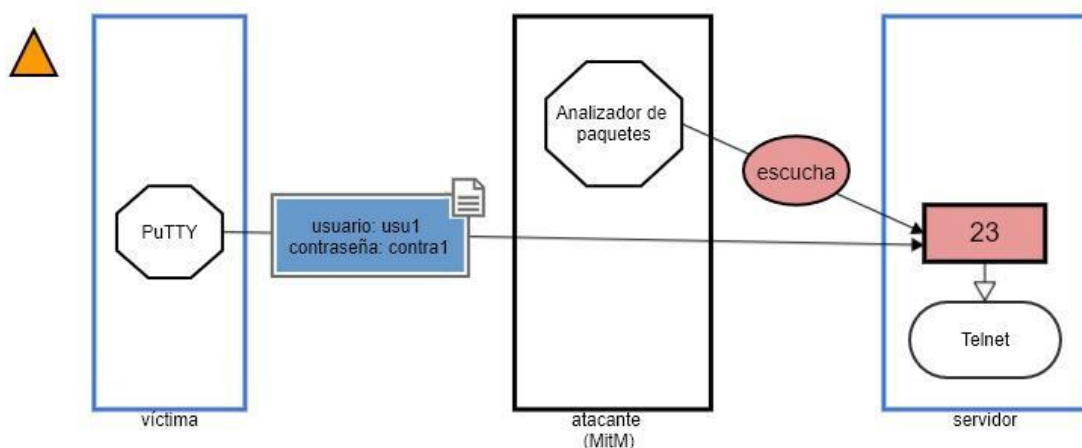 Analizador de
paquetes
escucha
PuTTY
usuario: usu1
contraseña: contra1
23
Telnet
víctima
atacante
(MitM)
servidor